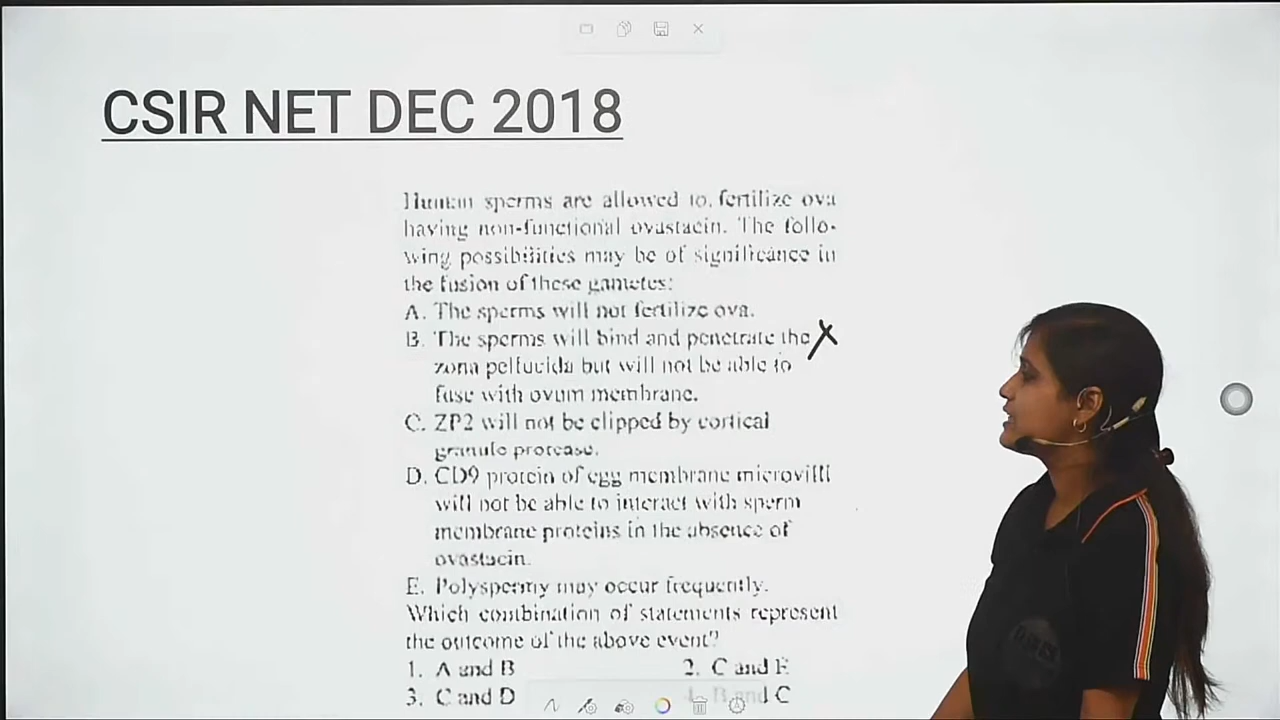 CSIR NET DEC 2018
Human sperms are allowed to fertilize ova
having non-functional ovastacin. The follo-
wing possibilities may be of significance in
the fusion of these gametes:
A. The sperms will not fertilize ova.
B. The sperms will bind and penetrate the
zona pellucida but will not be able to
fuse with ovum membrane.
C. ZP2 will not be clipped by cortical
granule protease.
D. CD9 protein of egg membrane microvilli
will not be able to interact with sperm
membrane proteins in the absence of
ovastacin.
E. Polyspermy may occur frequently.
Which combination of statements represent
the outcome of the above event?
1. A and B 2. C and E
3. C and D 4. B and C